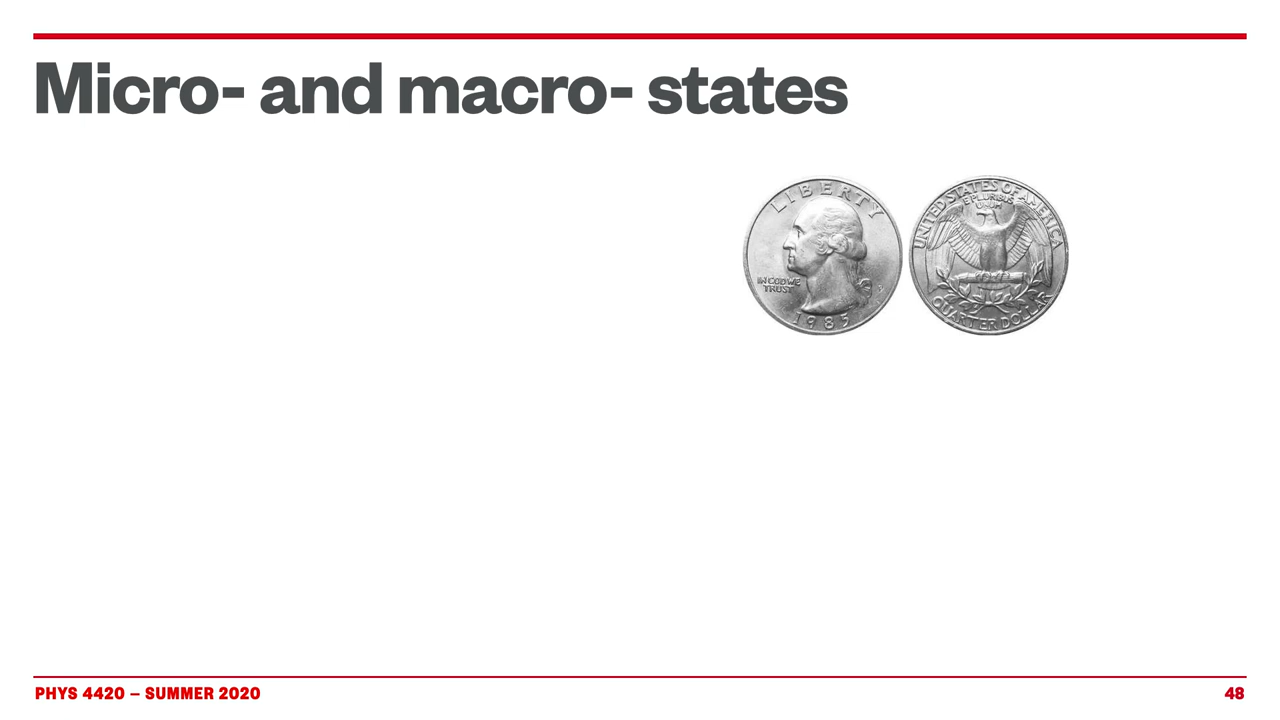 Micro- and macro- states
LIBERTY
IN GOD WE
TRUST
1985
UNITED STATES OF AMERICA
E PLURIBUS
UNUM
QUARTER DOLLAR
PHYS 4420 – SUMMER 2020
48